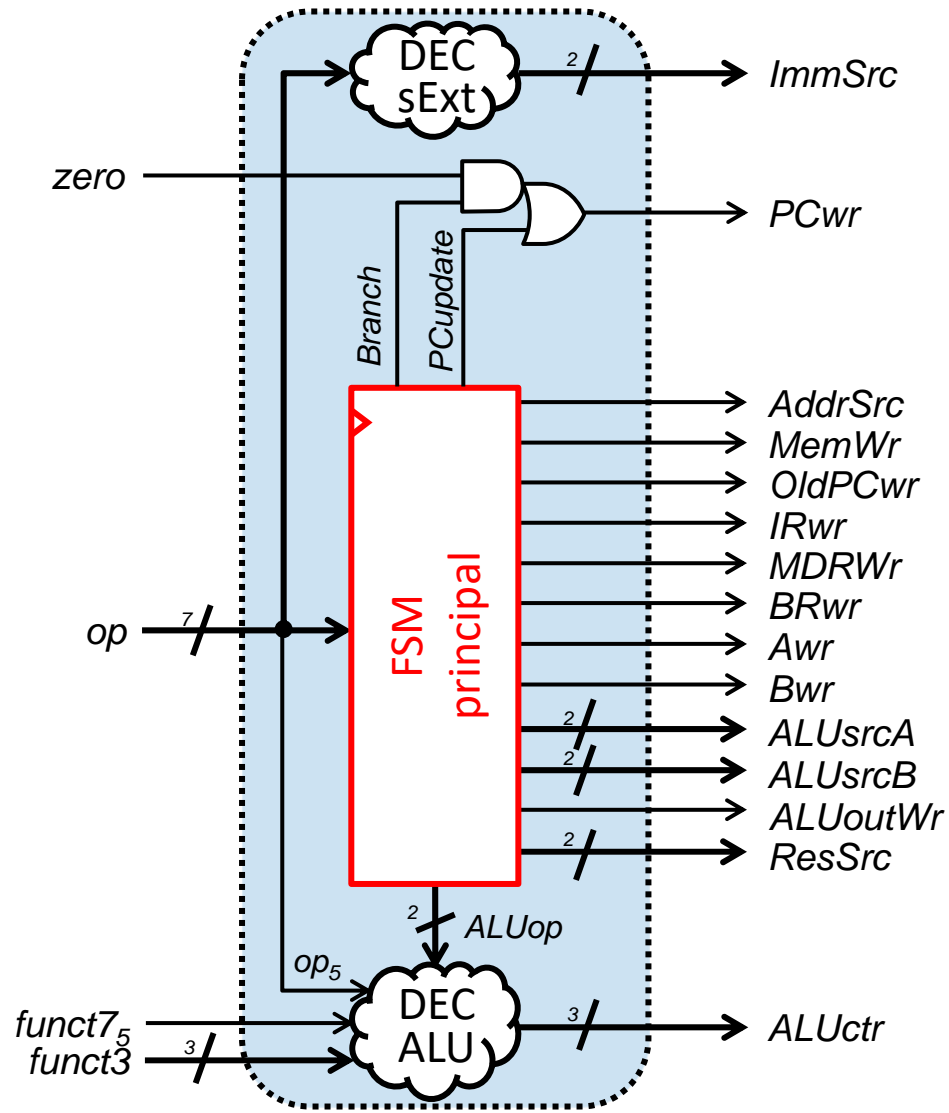 DEC
sExt
2
ImmSrc
zero
PCwr
Branch
PCupdate
AddrSrc
MemWr
OldPCwr
IRwr
MDRWr
BRwr
Awr
Bwr
2
ALUsrcA
2
ALUsrcB
ALUoutWr
2
ResSrc
op
7
FSM
principal
2
ALUop
op5
DEC
ALU
funct75
funct3
3
3
ALUctr